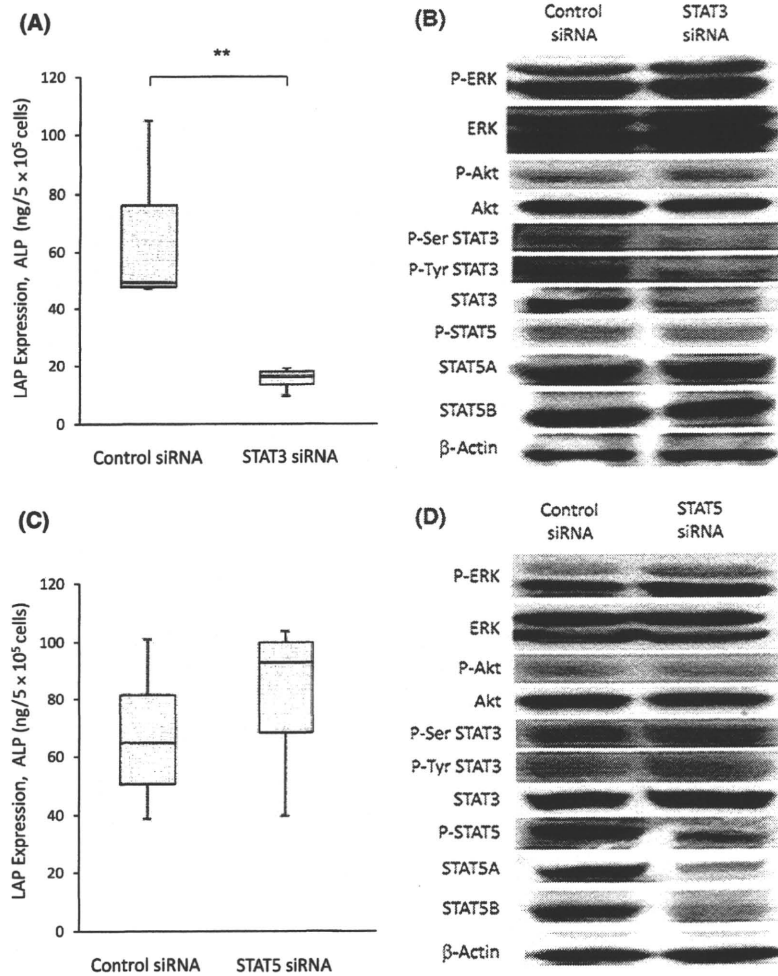 (A)
**
LAP Expression, ALP (ng/5 × 10⁵ cells)
120
100
80
60
40
20
0
Control siRNA
STAT3 siRNA
(B)
Control
siRNA
STAT3
siRNA
P-ERK
ERK
P-Akt
Akt
P-Ser STAT3
P-Tyr STAT3
STAT3
P-STAT5
STAT5A
STAT5B
β-Actin
(C)
LAP Expression, ALP (ng/5 × 10⁵ cells)
120
100
80
60
40
20
0
Control siRNA
STAT5 siRNA
(D)
Control
siRNA
STAT5
siRNA
P-ERK
ERK
P-Akt
Akt
P-Ser STAT3
P-Tyr STAT3
STAT3
P-STAT5
STAT5A
STAT5B
β-Actin